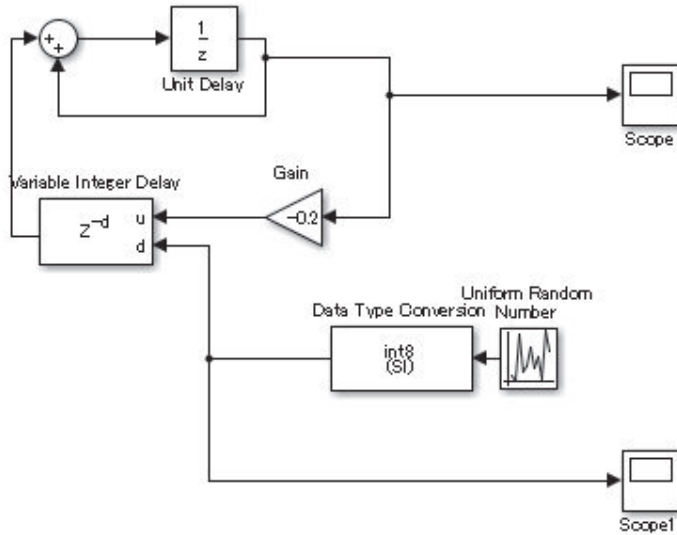 +
+
1
z
Unit Delay
Scope
Gain
Variable Integer Delay
-0.2
Z-d
u
d
Uniform Random
Data Type Conversion
Number
int8
(SI)
Scope1